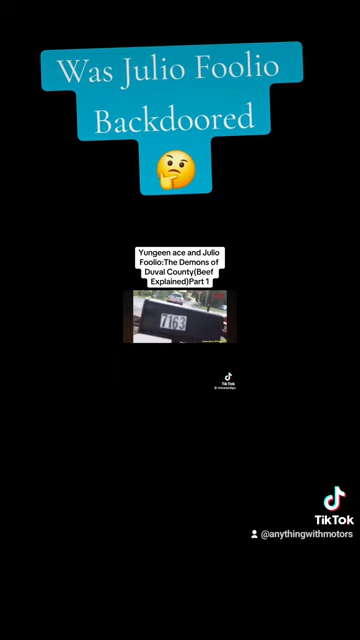 Was Julio Foolio
Backdoored
🤔
Yungeen ace and Julio
Foolio:The Demons of
Duval County(Beef
Explained)Part 1
7163
TikTok
TikTok
@anythingwithmotors